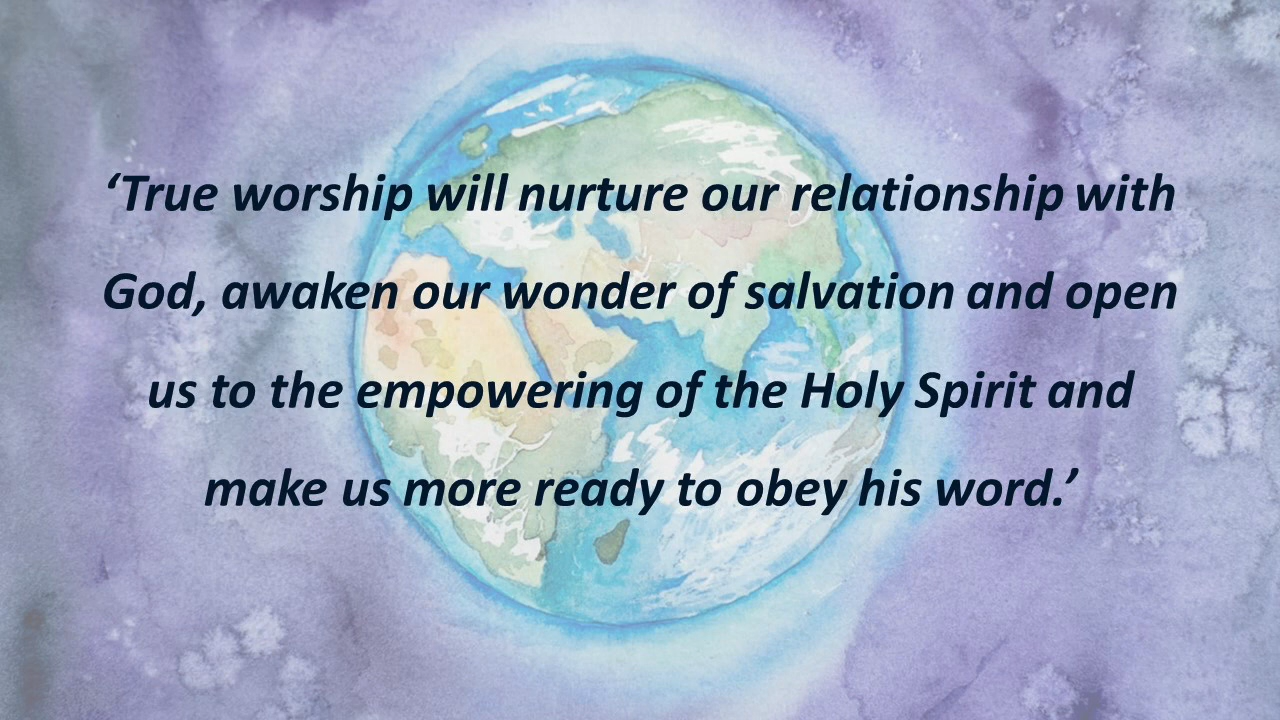 ‘True worship will nurture our relationship with
God, awaken our wonder of salvation and open
us to the empowering of the Holy Spirit and
make us more ready to obey his word.’